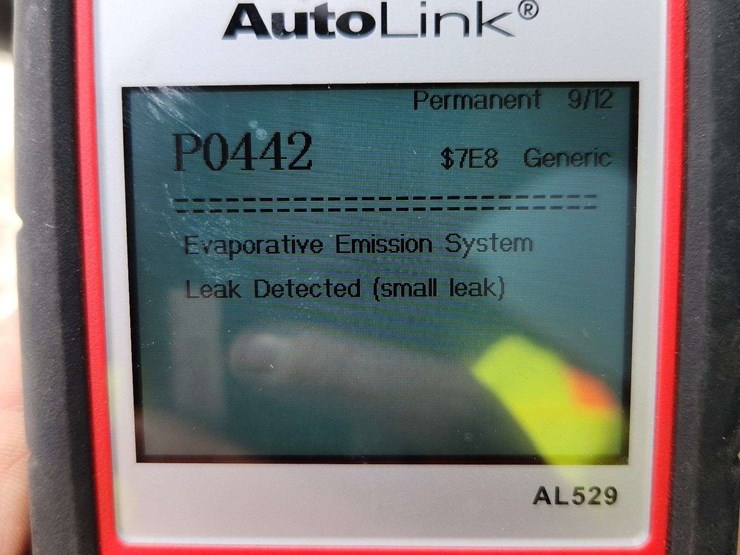 AutoLink®
Permanent 9/12
P0442 $7E8 Generic
================================
Evaporative Emission System
Leak Detected (small leak)
AL529